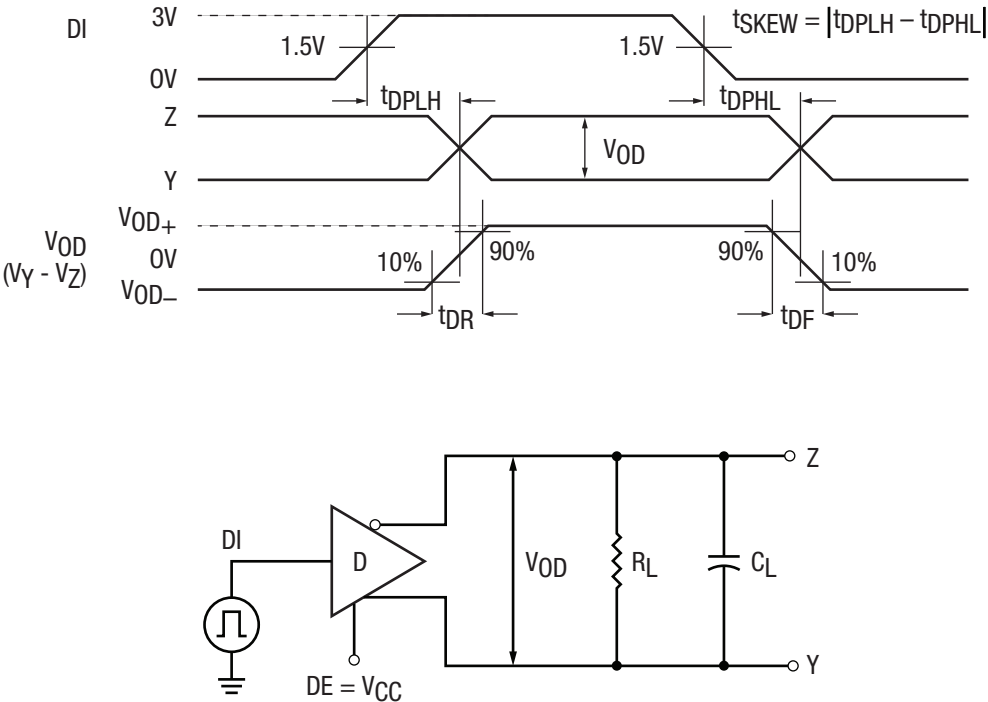 3V
DI
1.5V
1.5V
tSKEW = |tDPLH – tDPHL|
0V
tDPLH
tDPHL
Z
VOD
Y
VOD+
VOD
(VY - VZ)
0V
VOD–
10%
90%
90%
10%
tDR
tDF
Z
DI
D
VOD
RL
CL
Y
DE = VCC